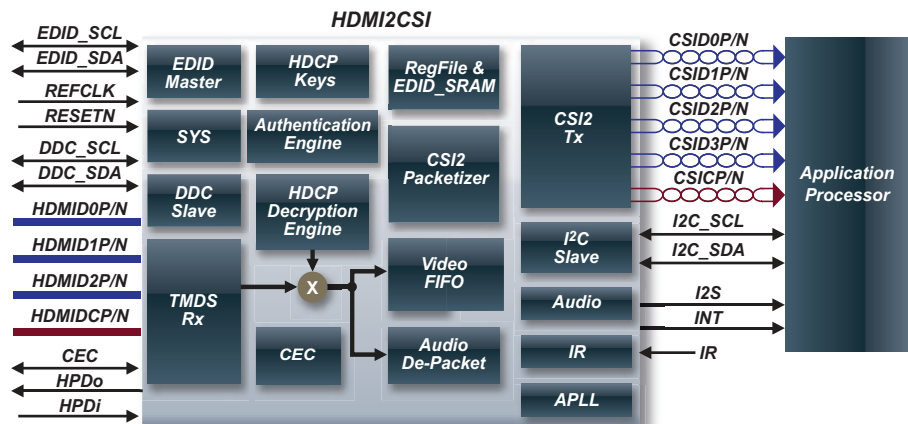 HDMI2CSI
EDID_SCL
EDID_SDA
REFCLK
RESETN
DDC_SCL
DDC_SDA
HDMID0P/N
HDMID1P/N
HDMID2P/N
HDMIDCP/N
CEC
HPDo
HPDi
EDID
Master
HDCP
Keys
RegFile &
EDID_SRAM
SYS
Authentication
Engine
CSI2
Packetizer
DDC
Slave
HDCP
Decryption
Engine
TMDS
Rx
X
Video
FIFO
CEC
Audio
De-Packet
CSI2
Tx
I²C
Slave
Audio
IR
APLL
CSID0P/N
CSID1P/N
CSID2P/N
CSID3P/N
CSICP/N
I2C_SCL
I2C_SDA
I2S
INT
IR
Application
Processor